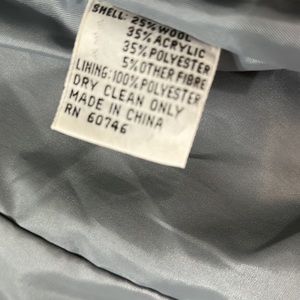 SHELL: 25% WOOL
35% ACRYLIC
35% POLYESTER
5% OTHER FIBRE
LINING: 100% POLYESTER
DRY CLEAN ONLY
MADE IN CHINA
RN 60746